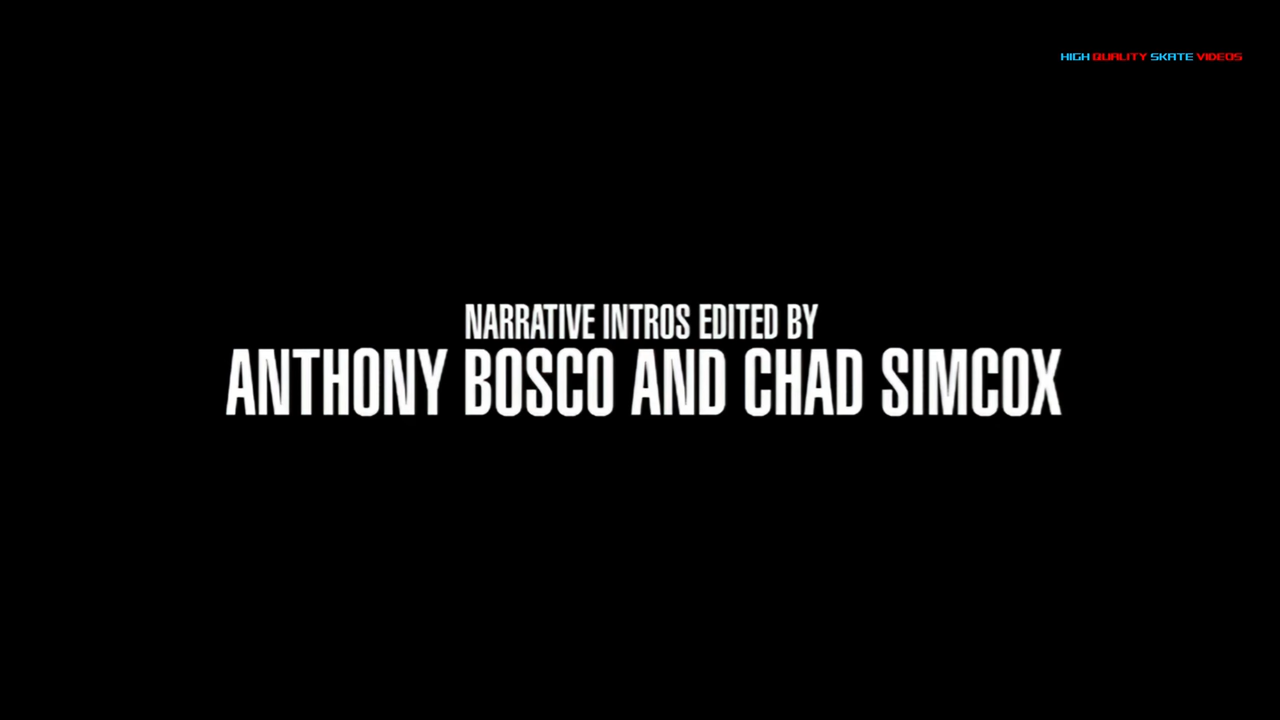 HIGH QUALITY SKATE VIDEOS
NARRATIVE INTROS EDITED BY
ANTHONY BOSCO AND CHAD SIMCOX